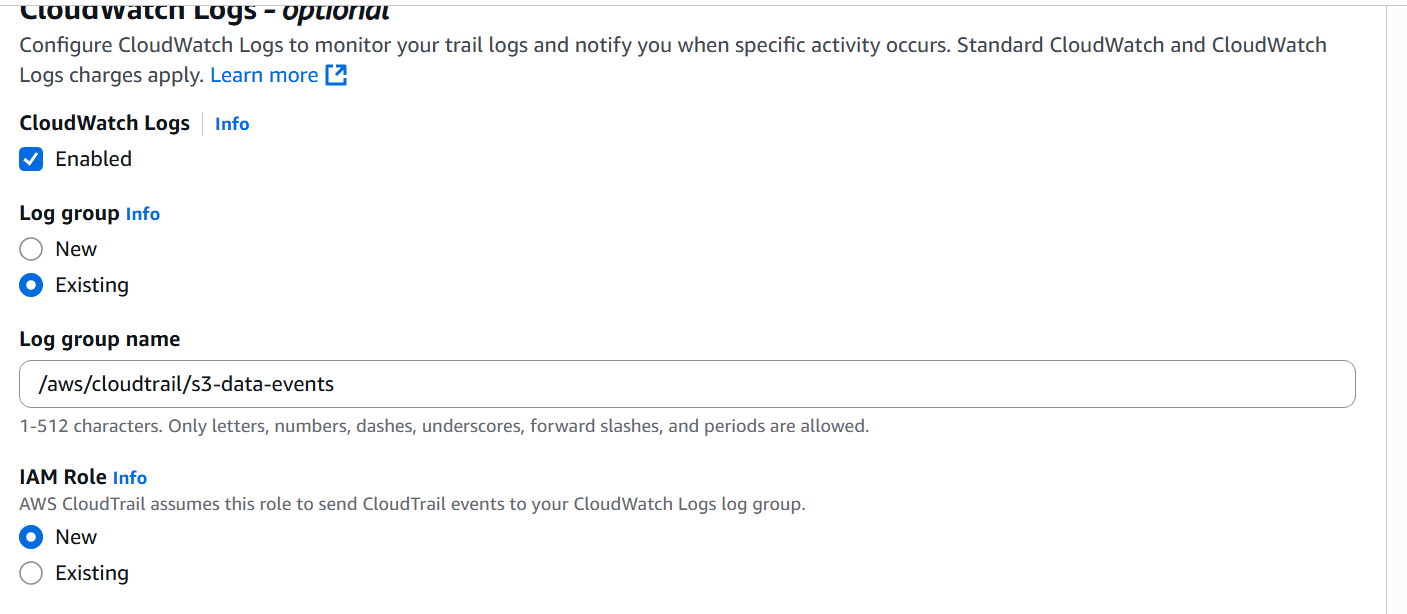 CloudWatch Logs – optional
Configure CloudWatch Logs to monitor your trail logs and notify you when specific activity occurs. Standard CloudWatch and CloudWatch
Logs charges apply. Learn more
CloudWatch Logs Info
Enabled
Log group Info
New
Existing
Log group name
/aws/cloudtrail/s3-data-events
1-512 characters. Only letters, numbers, dashes, underscores, forward slashes, and periods are allowed.
IAM Role Info
AWS CloudTrail assumes this role to send CloudTrail events to your CloudWatch Logs log group.
New
Existing